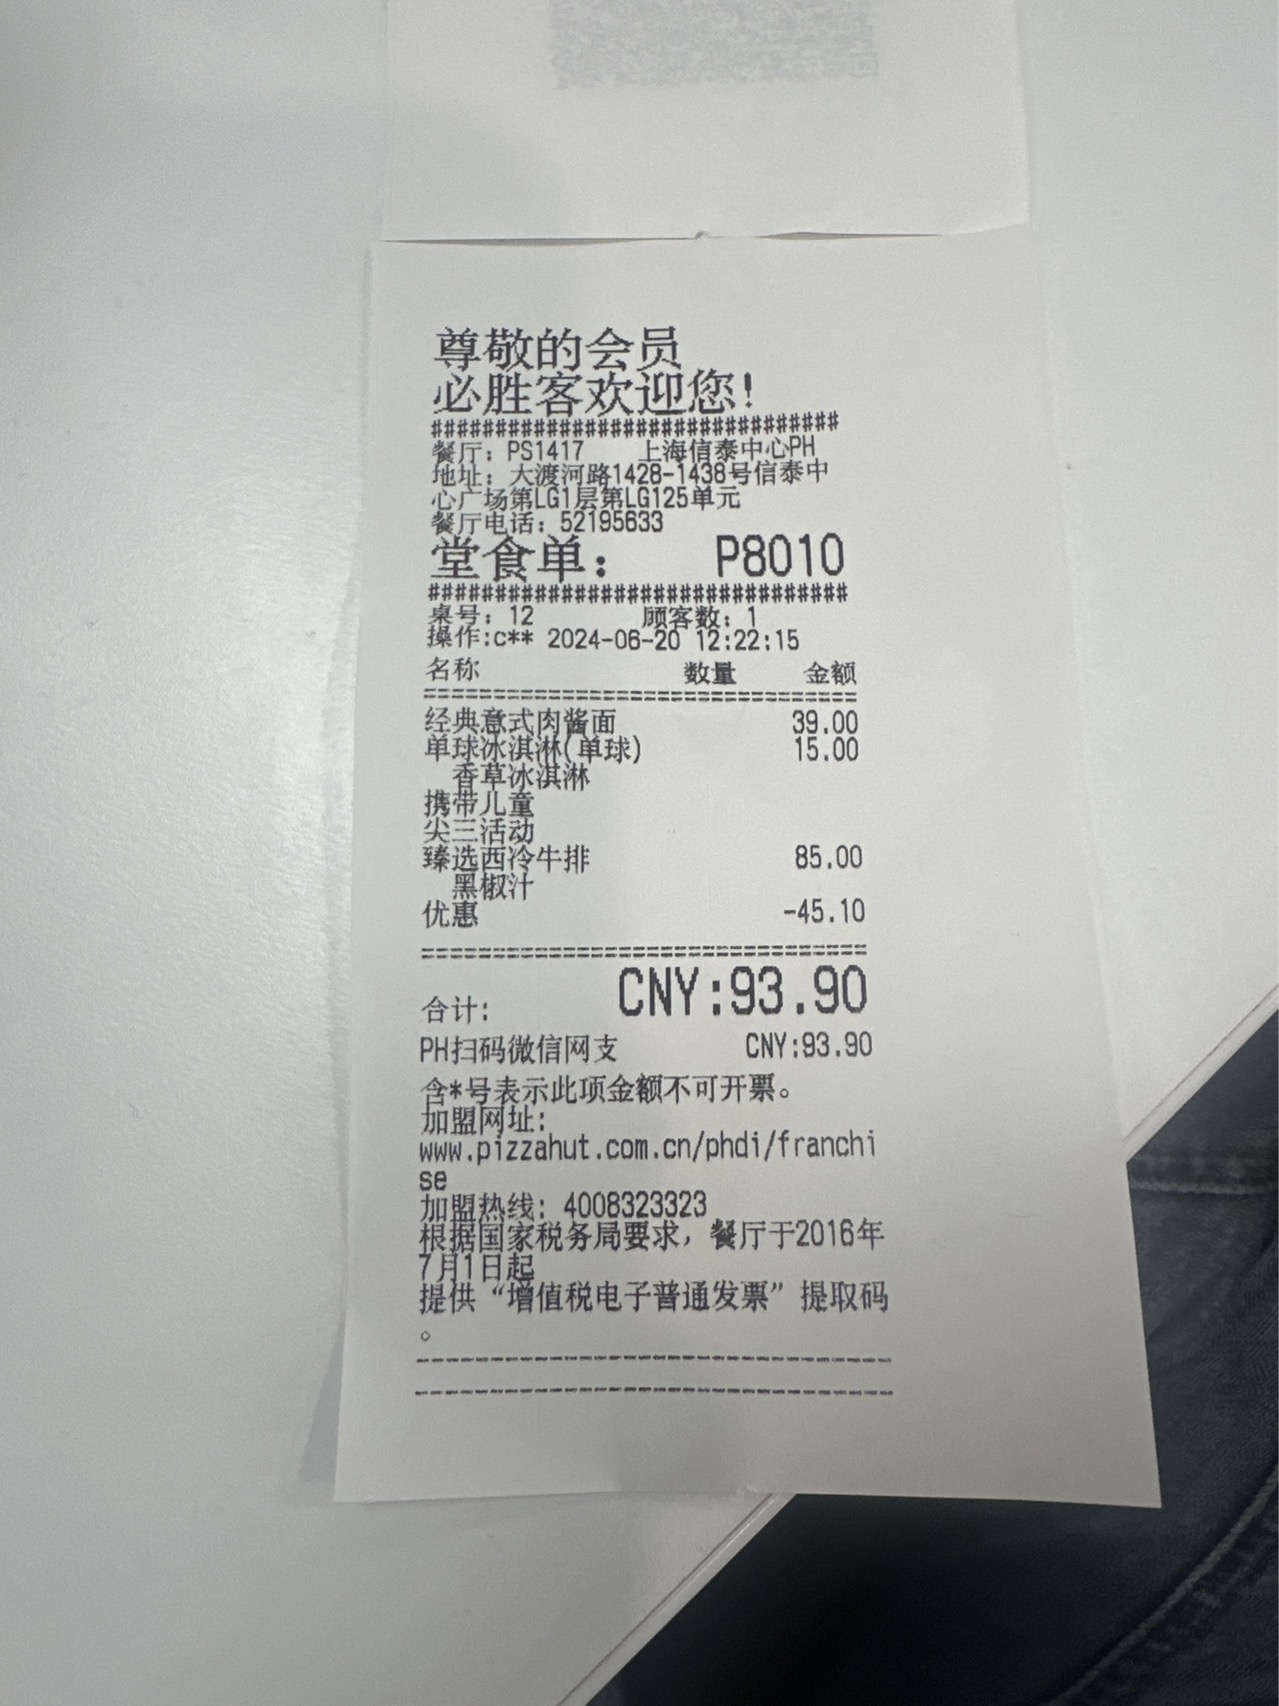 尊敬的会员
必胜客欢迎您!
################################
餐厅: PS1417 上海信泰中心PH
地址: 大渡河路1428-1438号信泰中
心广场第LG1层第LG125单元
餐厅电话: 52195633
堂食单: P8010
################################
桌号: 12 顾客数: 1
操作:c** 2024-06-20 12:22:15
名称 数量 金额
================================
经典意式肉酱面 39.00
单球冰淇淋(单球) 15.00
香草冰淇淋
携带儿童
尖三活动
臻选西冷牛排 85.00
黑椒汁
优惠 -45.10
================================
合计: CNY:93.90
PH扫码微信网支 CNY:93.90
含*号表示此项金额不可开票。
加盟网址:
www.pizzahut.com.cn/phdi/franchi
se
加盟热线: 4008323323
根据国家税务局要求，餐厅于2016年
7月1日起
提供“增值税电子普通发票”提取码
。
--------------------------------
--------------------------------